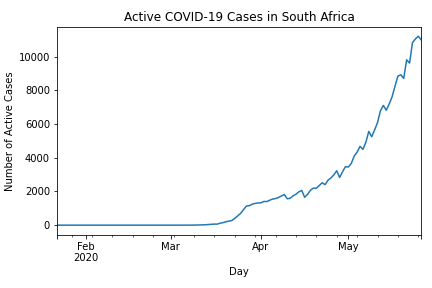 Active COVID-19 Cases in South Africa
Number of Active Cases
10000
8000
6000
4000
2000
0
Feb
2020
Mar
Apr
May
Day